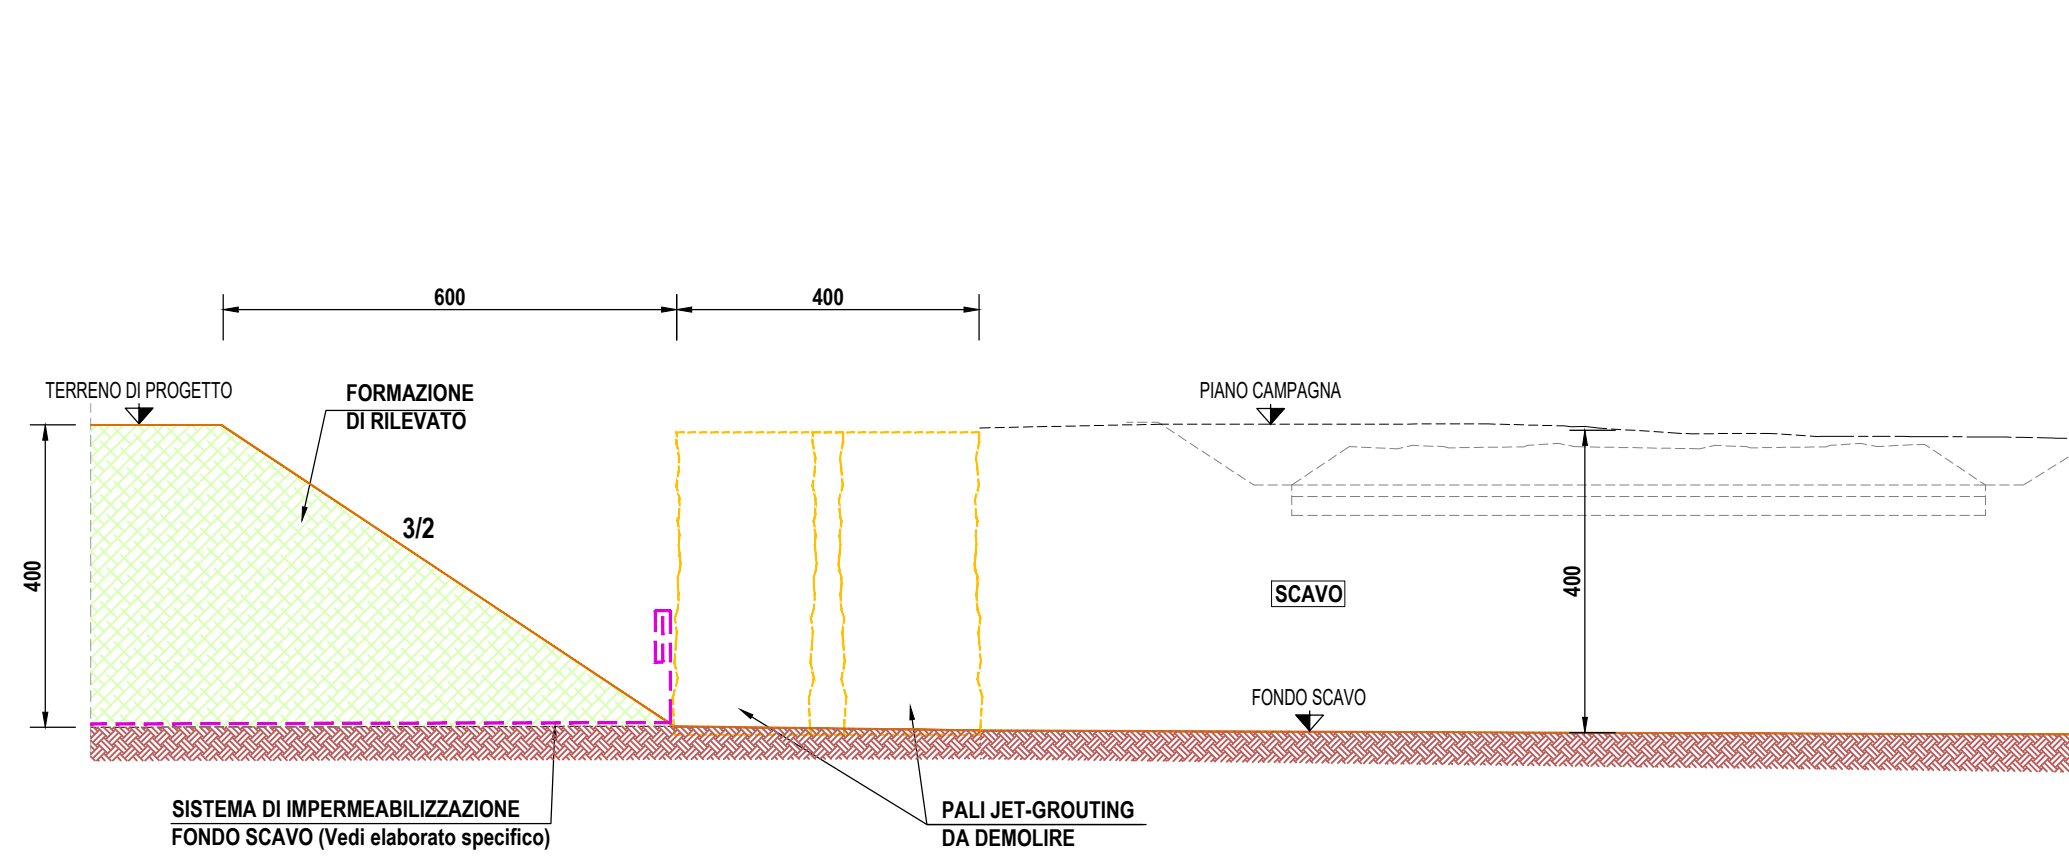 600
400
TERRENO DI PROGETTO
FORMAZIONE
DI RILEVATO
PIANO CAMPAGNA
3/2
400
400
SCAVO
FONDO SCAVO
SISTEMA DI IMPERMEABILIZZAZIONE
FONDO SCAVO (Vedi elaborato specifico)
PALI JET-GROUTING
DA DEMOLIRE